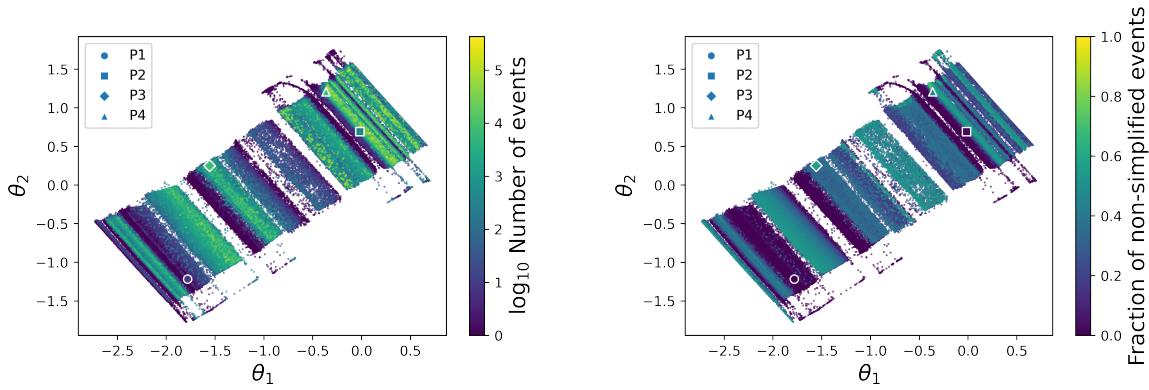 P1
P2
P3
P4
1.5
1.0
0.5
0.0
−0.5
−1.0
−1.5
θ₂
−2.5 −2.0 −1.5 −1.0 −0.5 0.0 0.5
θ₁
5
4
3
2
1
0
log₁₀ Number of events
P1
P2
P3
P4
1.5
1.0
0.5
0.0
−0.5
−1.0
−1.5
θ₂
−2.5 −2.0 −1.5 −1.0 −0.5 0.0 0.5
θ₁
1.0
0.8
0.6
0.4
0.2
0.0
Fraction of non-simplified events